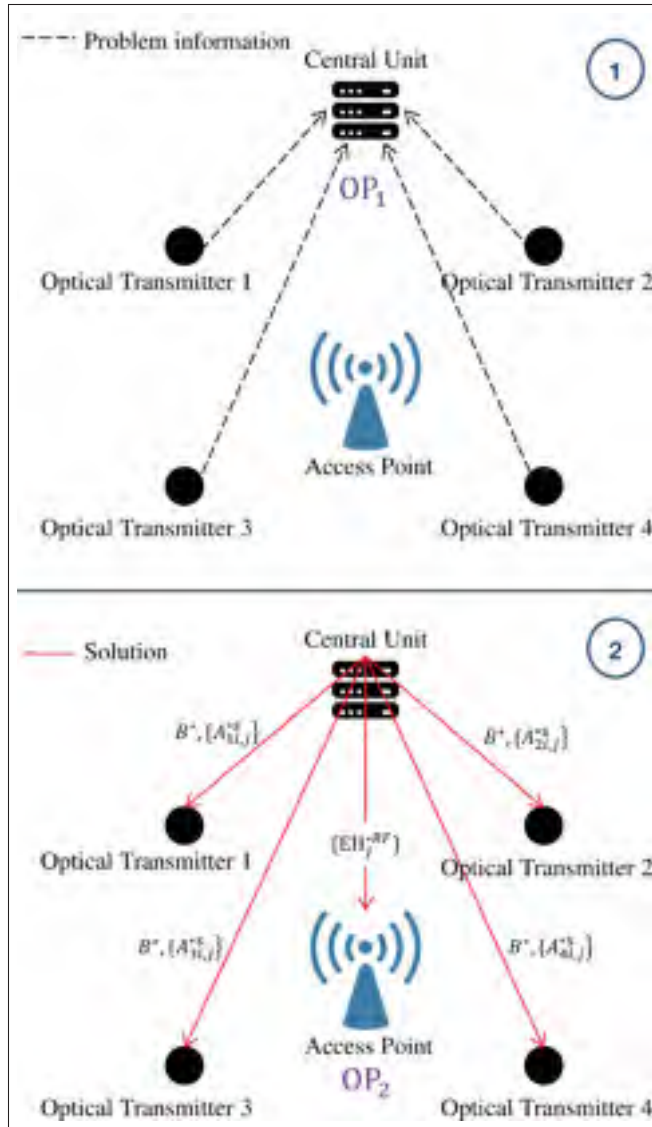 Problem information
Central Unit
1
OP₁
Optical Transmitter 1
Optical Transmitter 2
Access Point
Optical Transmitter 3
Optical Transmitter 4
Solution
Central Unit
2
Optical Transmitter 1
Optical Transmitter 2
Access Point
OP₂
Optical Transmitter 3
Optical Transmitter 4